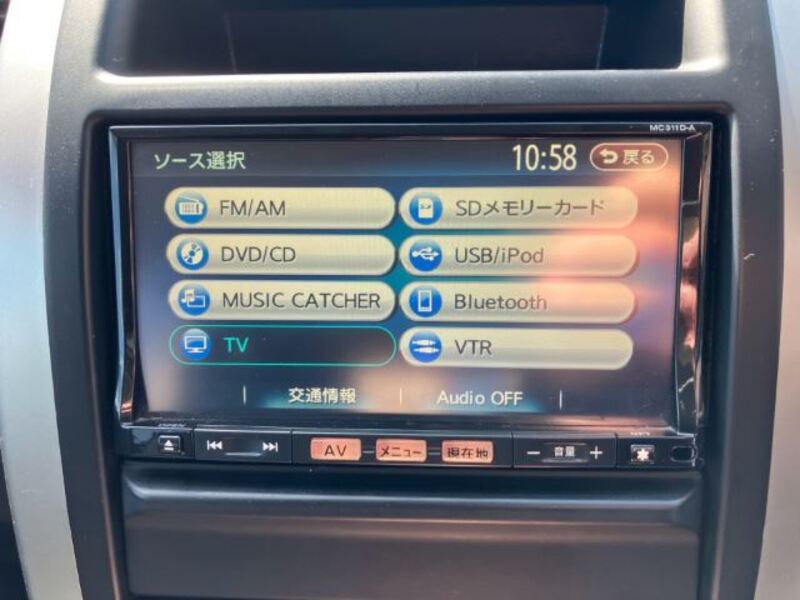 MC311D-A
ソース選択 10:58 戻る
FM/AM SDメモリーカード
DVD/CD USB/iPod
MUSIC CATCHER Bluetooth
TV VTR
交通情報 Audio OFF
AV メニュー 現在地 － 音量 ＋